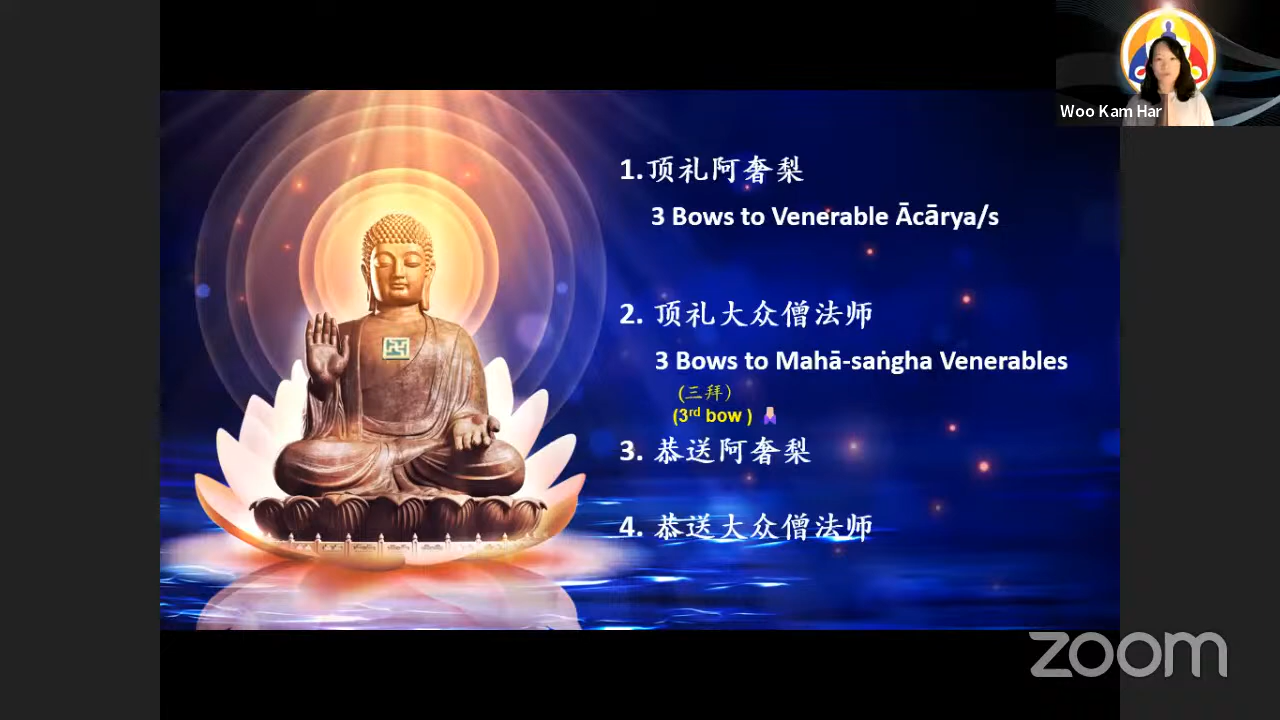 Woo Kam Har
1.顶礼阿奢梨
3 Bows to Venerable Ācārya/s
2. 顶礼大众僧法师
3 Bows to Mahā-saṅgha Venerables
(三拜)
(3rd bow )
3. 恭送阿奢梨
4. 恭送大众僧法师
zoom